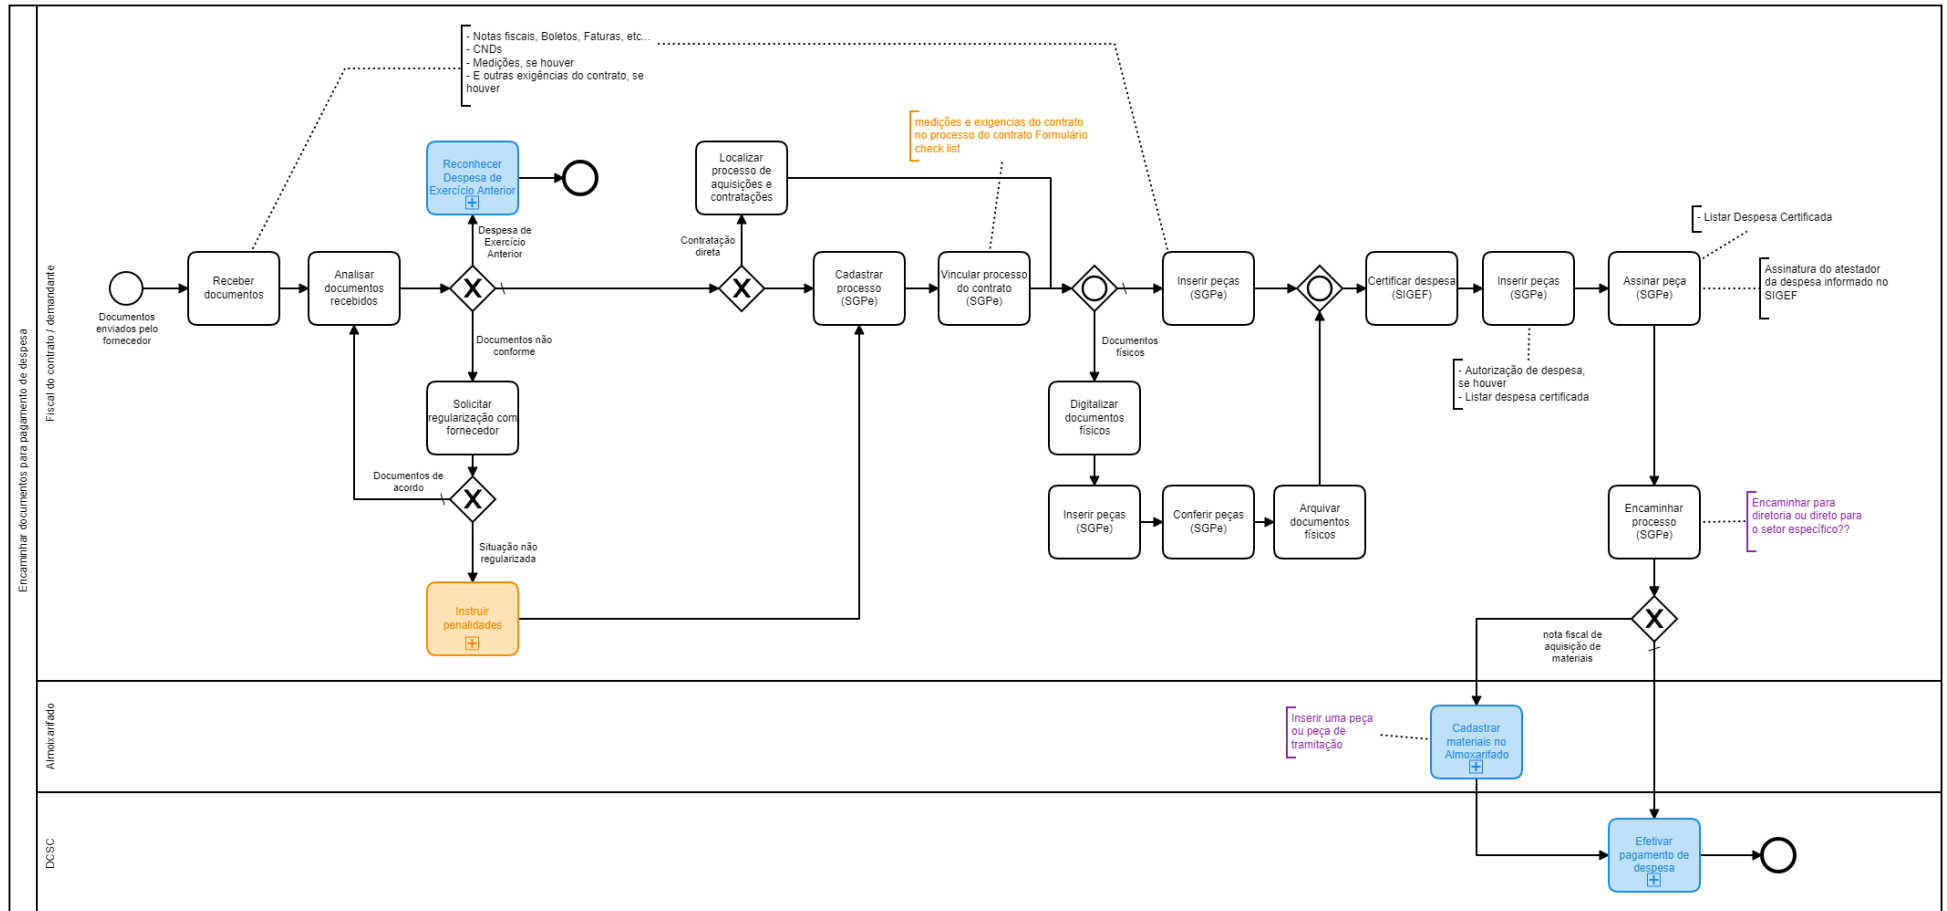 Encaminhar documentos para pagamento de despesa
Fiscal do contrato / demandante
- Notas fiscais, Boletos, Faturas, etc...
- CNDs
- Medições, se houver
- E outras exigências do contrato, se
houver
medições e exigencias do contrato
no processo do contrato Formulário
check list
Reconhecer
Despesa de
Exercício Anterior
Localizar
processo de
aquisições e
contratações
Despesa de
Exercício
Anterior
Contratação
direta
- Listar Despesa Certificada
Documentos
enviados pelo
fornecedor
Receber
documentos
Analisar
documentos
recebidos
X
X
Cadastrar
processo
(SGPe)
Vincular processo
do contrato
(SGPe)
Inserir peças
(SGPe)
Certificar despesa
(SIGEF)
Inserir peças
(SGPe)
Assinar peça
(SGPe)
Assinatura do atestador
da despesa informado no
SIGEF
Documentos não
conforme
Documentos
físicos
- Autorização de despesa,
se houver
- Listar despesa certificada
Solicitar
regularização com
fornecedor
Digitalizar
documentos
físicos
Documentos de
acordo
X
Inserir peças
(SGPe)
Conferir peças
(SGPe)
Arquivar
documentos
físicos
Encaminhar
processo
(SGPe)
Encaminhar para
diretoria ou direto para
o setor específico??
Situação não
regularizada
Instruir
penalidades
X
nota fiscal de
aquisição de
materiais
Almoixarifado
Inserir uma peça
ou peça de
tramitação
Cadastrar
materiais no
Almoxarifado
DCSC
Efetivar
pagamento de
despesa